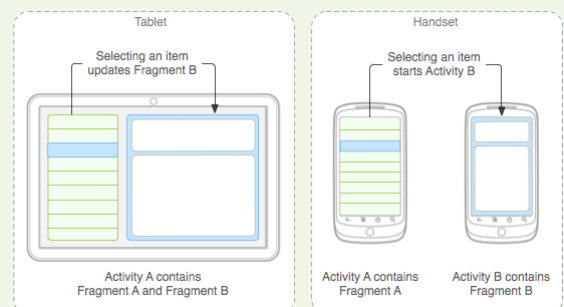 Tablet
Selecting an item
updates Fragment B
Activity A contains
Fragment A and Fragment B
Handset
Selecting an item
starts Activity B
Activity A contains
Fragment A
Activity B contains
Fragment B